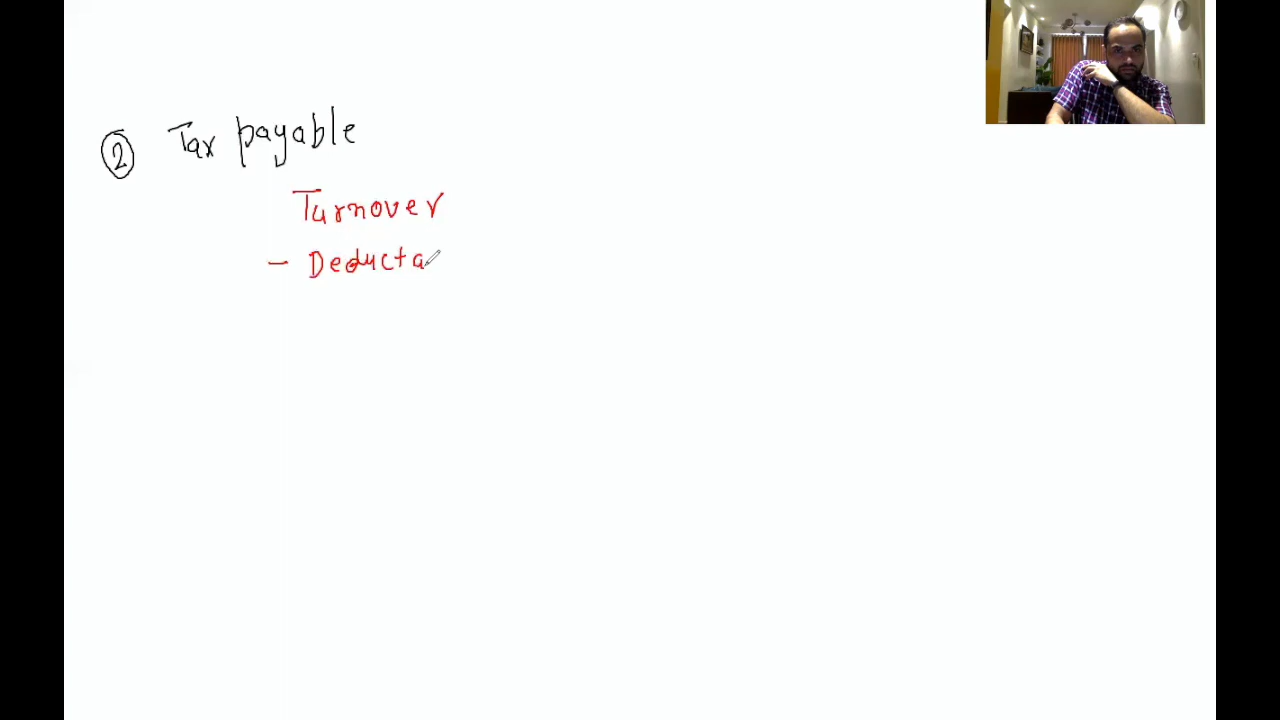 ② Tax payable
Turnover
- Deducta